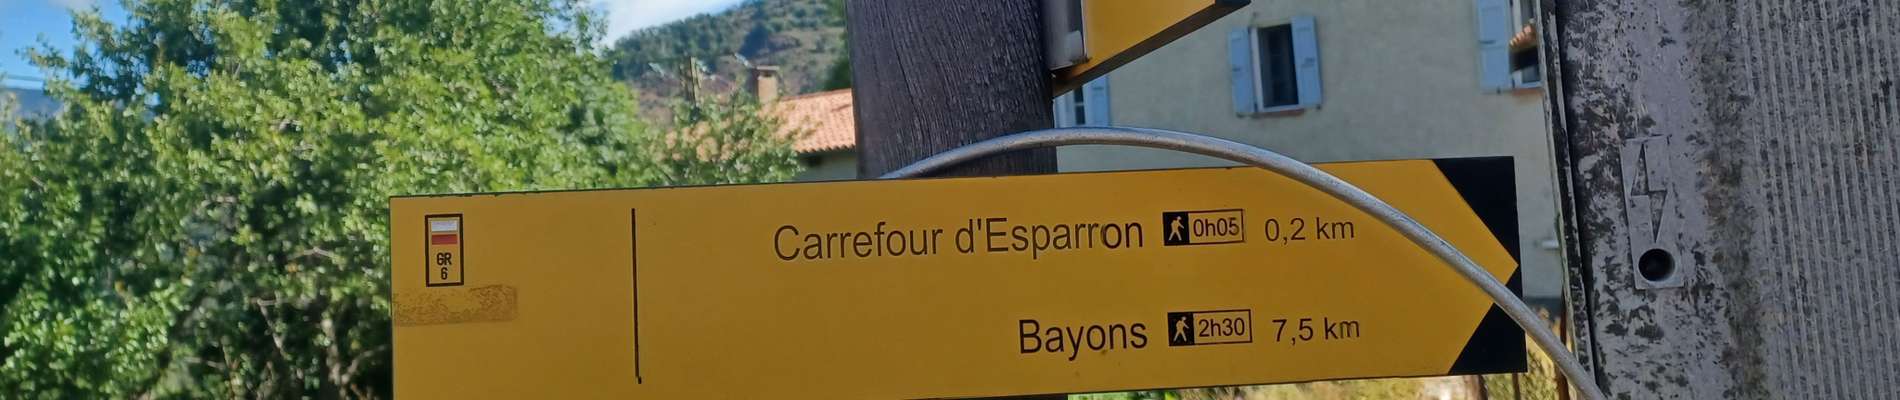 GR
6
Carrefour d'Esparron 0h05 0,2 km
Bayons 2h30 7,5 km